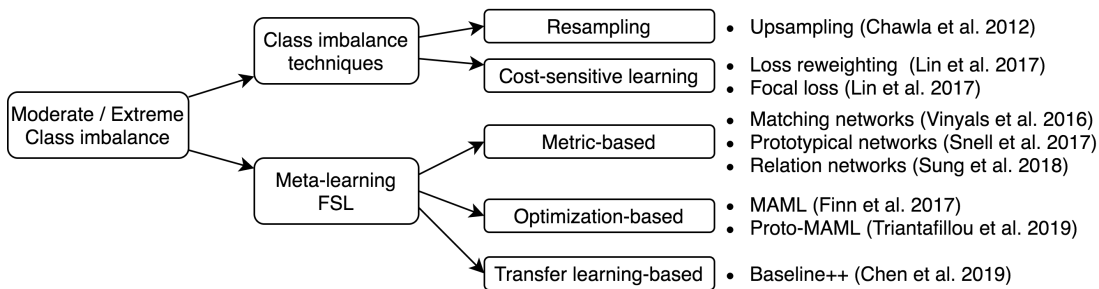 Moderate / Extreme
Class imbalance
Class imbalance
techniques
Meta-learning
FSL
Resampling
• Upsampling (Chawla et al. 2012)
Cost-sensitive learning
• Loss reweighting (Lin et al. 2017)
• Focal loss (Lin et al. 2017)
Metric-based
• Matching networks (Vinyals et al. 2016)
• Prototypical networks (Snell et al. 2017)
• Relation networks (Sung et al. 2018)
Optimization-based
• MAML (Finn et al. 2017)
• Proto-MAML (Triantafillou et al. 2019)
Transfer learning-based
• Baseline++ (Chen et al. 2019)